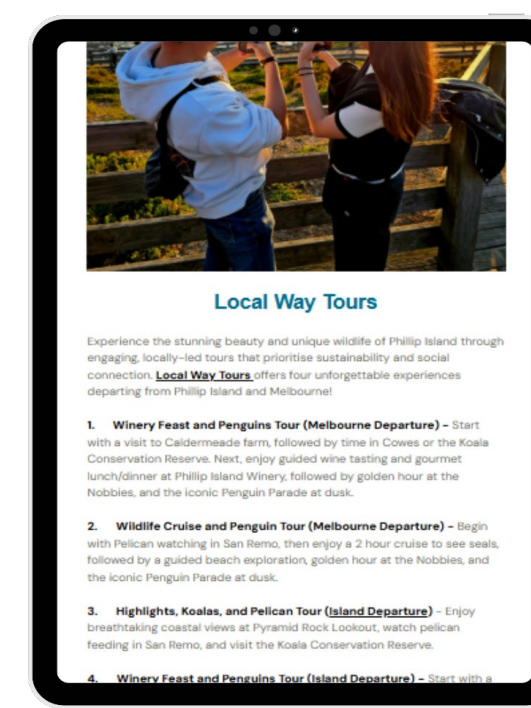 Local Way Tours
Experience the stunning beauty and unique wildlife of Phillip Island through
engaging, locally-led tours that prioritise sustainability and social
connection. Local Way Tours offers four unforgettable experiences
departing from Phillip Island and Melbourne!
1. Winery Feast and Penguins Tour (Melbourne Departure) – Start
with a visit to Caldermeade farm, followed by time in Cowes or the Koala
Conservation Reserve. Next, enjoy guided wine tasting and gourmet
lunch/dinner at Phillip Island Winery, followed by golden hour at the
Nobbies, and the iconic Penguin Parade at dusk.
2. Wildlife Cruise and Penguin Tour (Melbourne Departure) – Begin
with Pelican watching in San Remo, then enjoy a 2 hour cruise to see seals,
followed by a guided beach exploration, golden hour at the Nobbies, and
the iconic Penguin Parade at dusk.
3. Highlights, Koalas, and Pelican Tour (Island Departure) – Enjoy
breathtaking coastal views at Pyramid Rock Lookout, watch pelican
feeding in San Remo, and visit the Koala Conservation Reserve.
4. Winery Feast and Penguins Tour (Island Departure) – Start with a